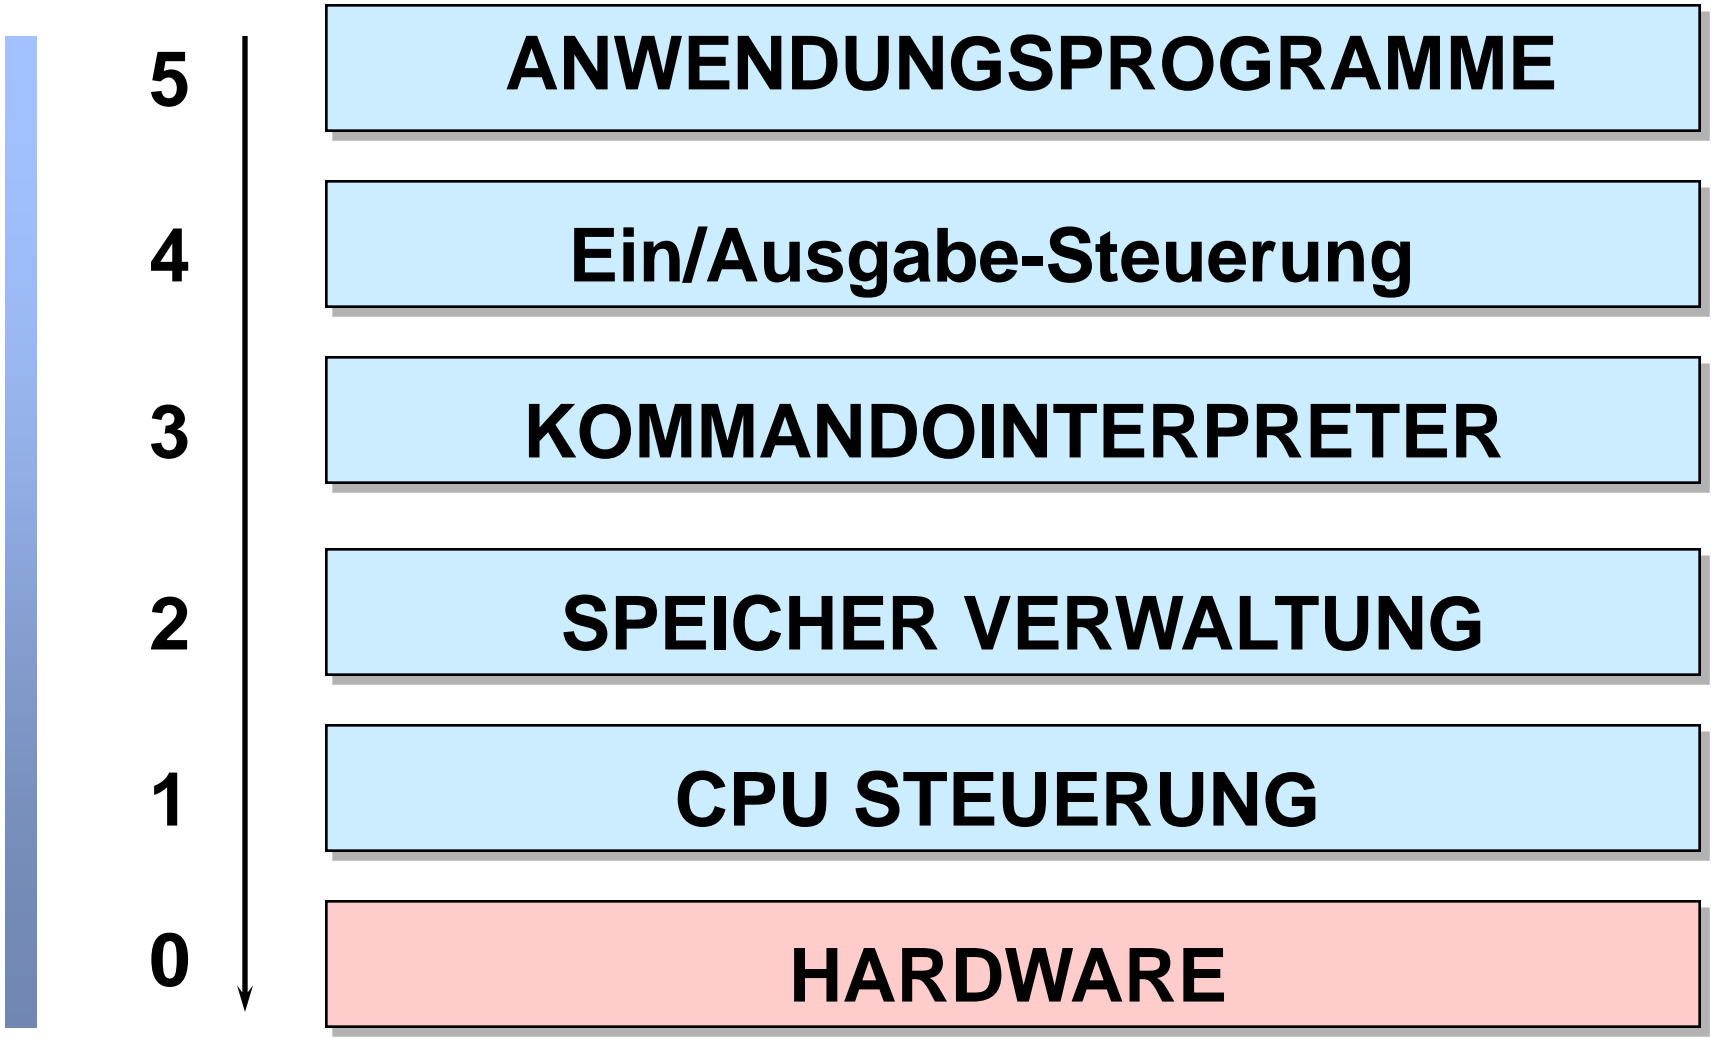 5 ANWENDUNGSPROGRAMME
4 Ein/Ausgabe-Steuerung
3 KOMMANDOINTERPRETER
2 SPEICHER VERWALTUNG
1 CPU STEUERUNG
0 HARDWARE